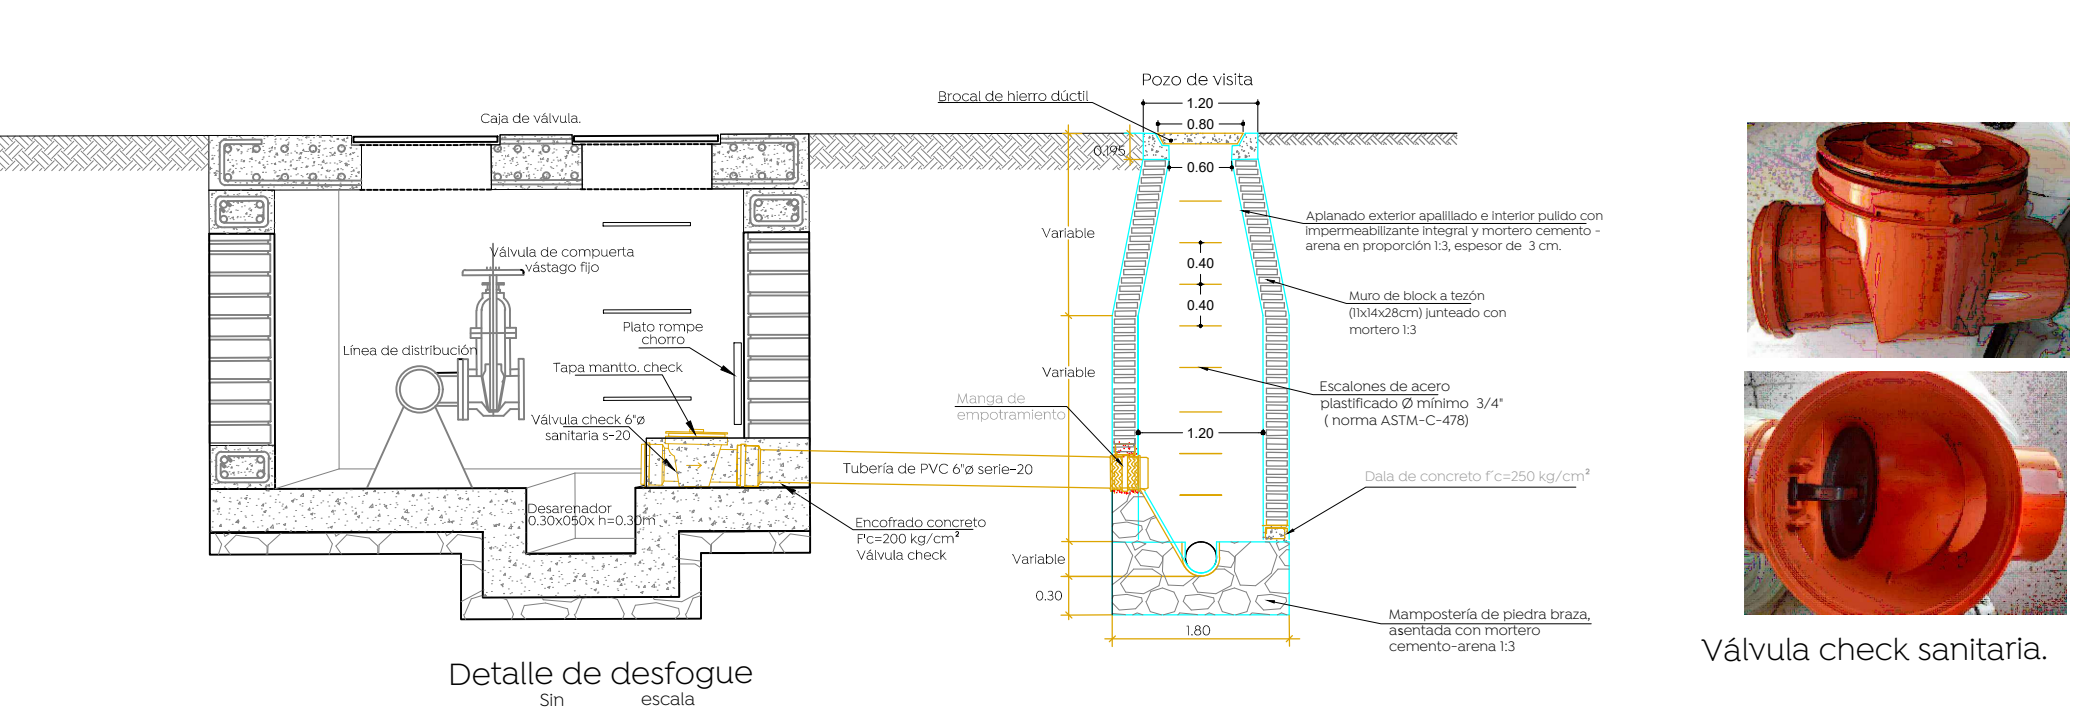 Caja de válvula.
Válvula de compuerta
vástago fijo
Línea de distribución
Plato rompe
chorro
Tapa mantto. check
Válvula check 6"ø
sanitaria s-20
Desarenador
0.30x050x h=0.30m
Tubería de PVC 6"ø serie-20
Encofrado concreto
F'c=200 kg/cm²
Válvula check
Detalle de desfogue
Sin escala
Pozo de visita
Brocal de hierro dúctil
1.20
0.80
0.195
0.60
Variable
0.40
0.40
Variable
Manga de
empotramiento
1.20
Variable
0.30
1.80
Aplanado exterior apalillado e interior pulido con
impermeabilizante integral y mortero cemento -
arena en proporción 1:3, espesor de 3 cm.
Muro de block a tezón
(11x14x28cm) junteado con
mortero 1:3
Escalones de acero
plastificado Ø mínimo 3/4"
( norma ASTM-C-478)
Dala de concreto f´c=250 kg/cm²
Mampostería de piedra braza,
asentada con mortero
cemento-arena 1:3
Válvula check sanitaria.